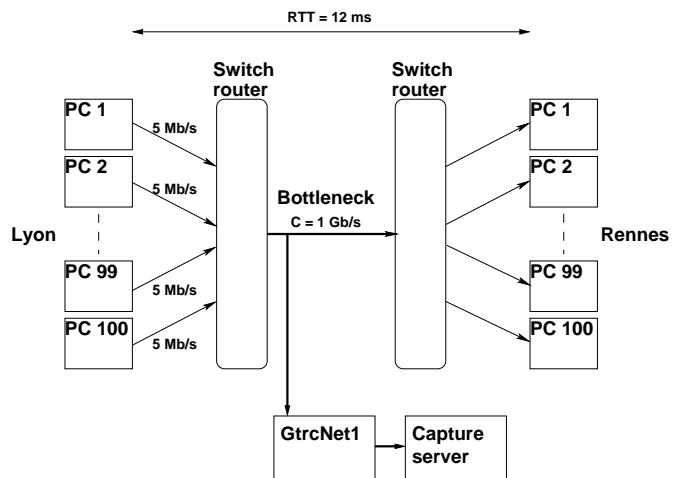 RTT = 12 ms
Switch
router
Switch
router
PC 1
5 Mb/s
PC 2
5 Mb/s
Lyon
PC 99
5 Mb/s
PC 100
5 Mb/s
Bottleneck
C = 1 Gb/s
PC 1
PC 2
Rennes
PC 99
PC 100
GtrcNet1
Capture
server